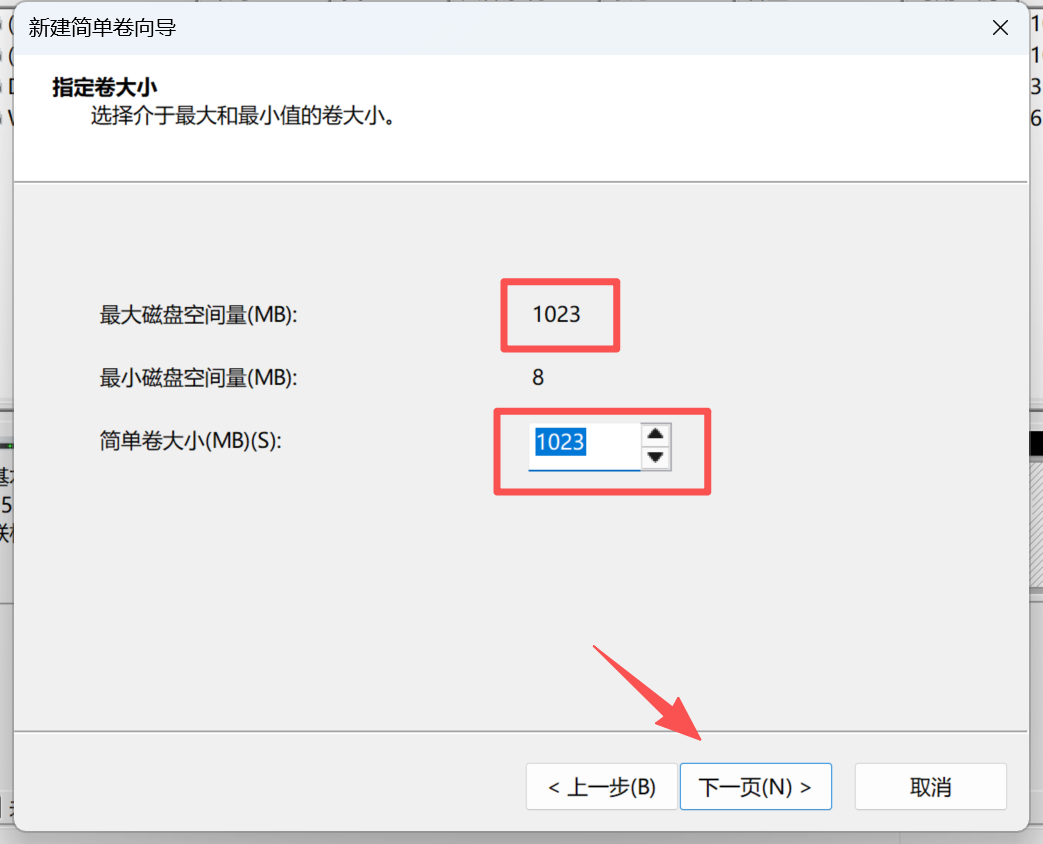 新建简单卷向导
指定卷大小
选择介于最大和最小值的卷大小。
最大磁盘空间量(MB): 1023
最小磁盘空间量(MB): 8
简单卷大小(MB)(S): 1023
< 上一步(B) 下一页(N) > 取消